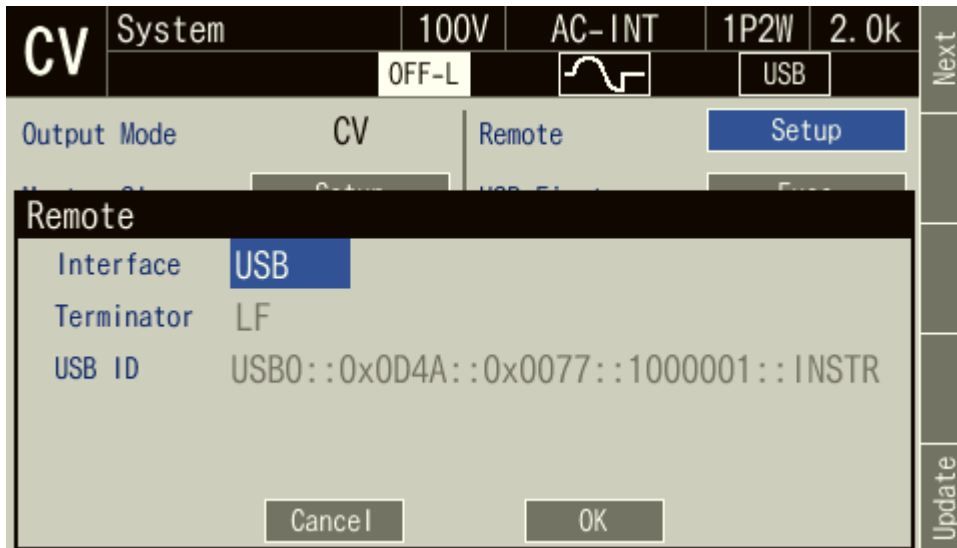 CV System 100V AC-INT 1P2W 2.0k
OFF-L USB
Next
Output Mode CV Remote Setup
Remote
Interface USB
Terminator LF
USB ID USB0::0x0D4A::0x0077::1000001::INSTR
Cancel OK
Update